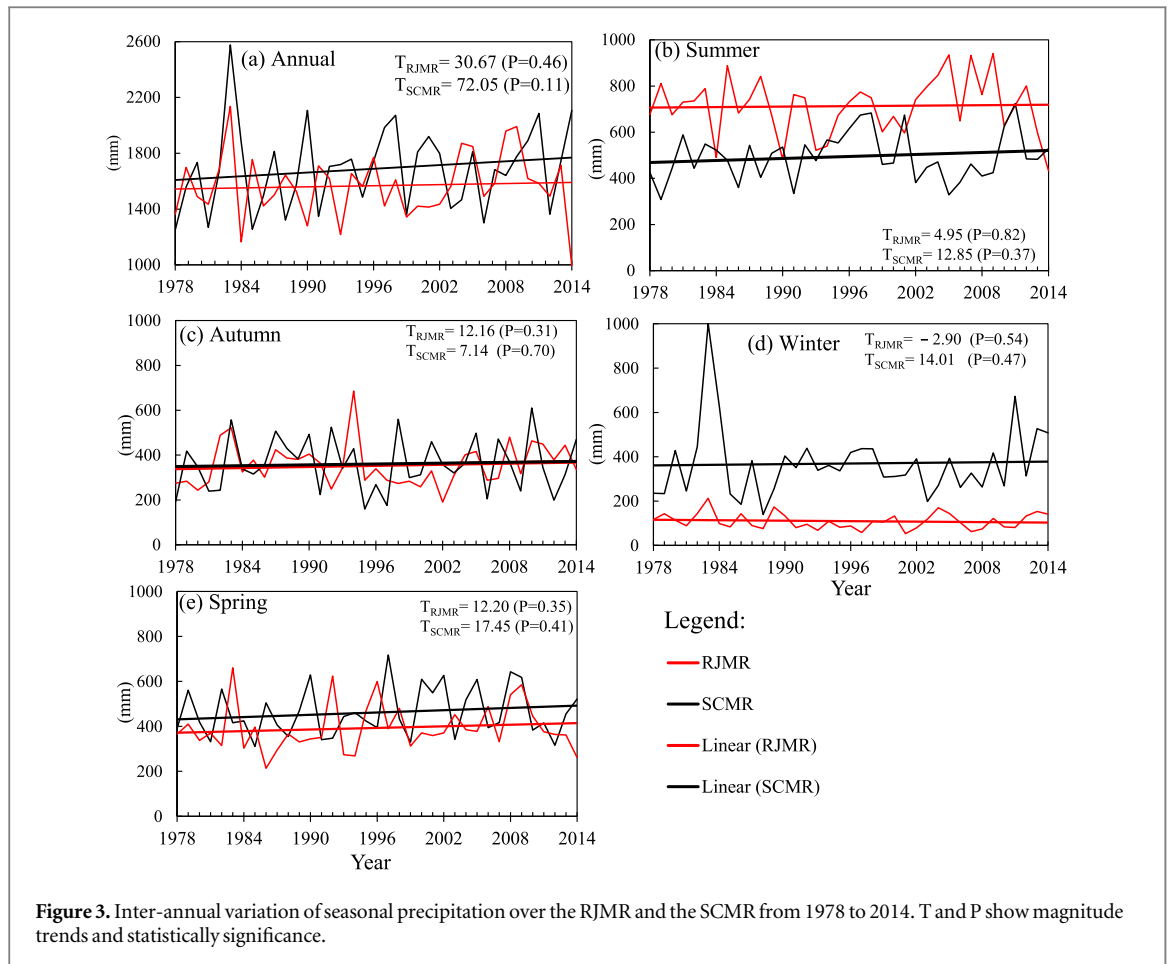 (a) Annual
T_RJMR= 30.67 (P=0.46)
T_SCMR= 72.05 (P=0.11)
(mm)
2600
2200
1800
1400
1000
1978 1984 1990 1996 2002 2008 2014
(b) Summer
T_RJMR= 4.95 (P=0.82)
T_SCMR= 12.85 (P=0.37)
(mm)
1000
800
600
400
200
0
1978 1984 1990 1996 2002 2008 2014
(c) Autumn
T_RJMR= 12.16 (P=0.31)
T_SCMR= 7.14 (P=0.70)
(mm)
1000
800
600
400
200
0
1978 1984 1990 1996 2002 2008 2014
(d) Winter
T_RJMR= − 2.90 (P=0.54)
T_SCMR= 14.01 (P=0.47)
(mm)
1000
800
600
400
200
0
1978 1984 1990 1996 2002 2008 2014
Year
(e) Spring
T_RJMR= 12.20 (P=0.35)
T_SCMR= 17.45 (P=0.41)
(mm)
1000
800
600
400
200
0
1978 1984 1990 1996 2002 2008 2014
Year
Legend:
RJMR
SCMR
Linear (RJMR)
Linear (SCMR)
Figure 3. Inter-annual variation of seasonal precipitation over the RJMR and the SCMR from 1978 to 2014. T and P show magnitude
trends and statistically significance.